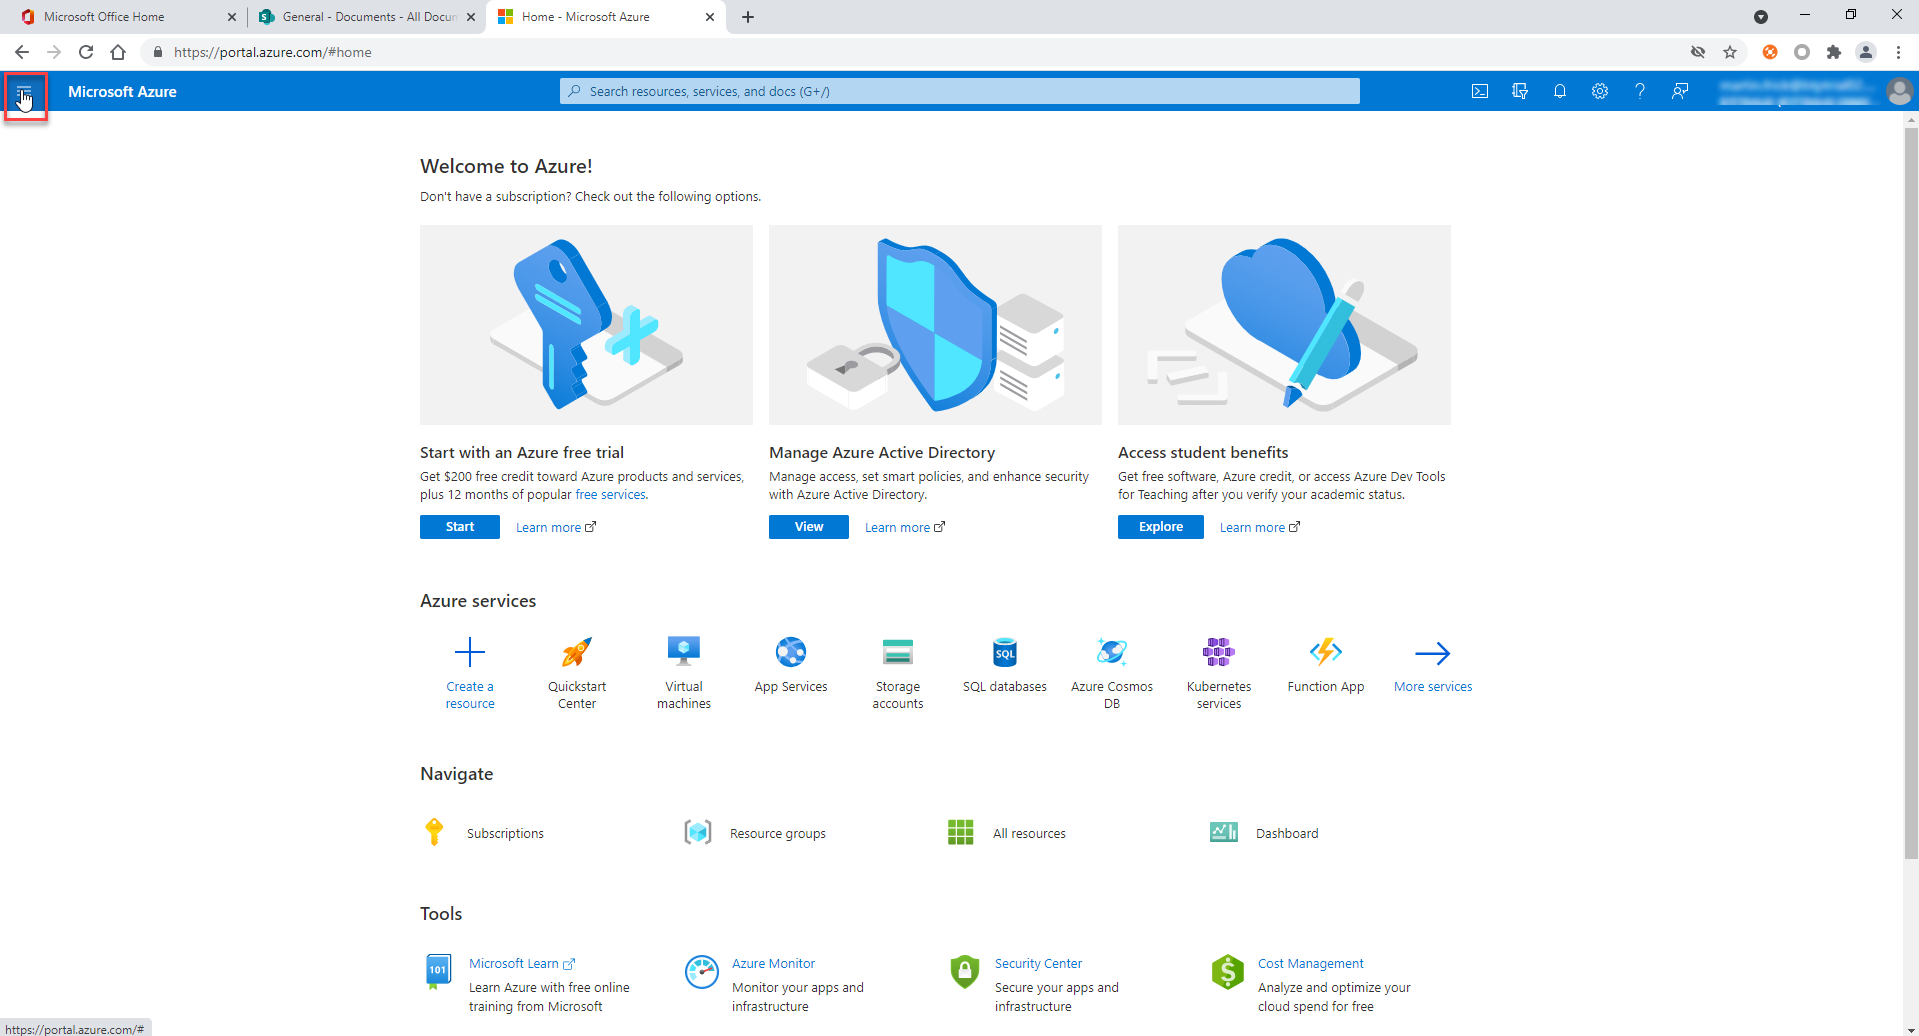 Microsoft Office Home
General - Documents - All Docun
Home - Microsoft Azure
https://portal.azure.com/#home
Microsoft Azure
Search resources, services, and docs (G+/)
Welcome to Azure!
Don't have a subscription? Check out the following options.
Start with an Azure free trial
Get $200 free credit toward Azure products and services,
plus 12 months of popular free services.
Start
Learn more
Manage Azure Active Directory
Manage access, set smart policies, and enhance security
with Azure Active Directory.
View
Learn more
Access student benefits
Get free software, Azure credit, or access Azure Dev Tools
for Teaching after you verify your academic status.
Explore
Learn more
Azure services
Create a
resource
Quickstart
Center
Virtual
machines
App Services
Storage
accounts
SQL
SQL databases
Azure Cosmos
DB
Kubernetes
services
Function App
More services
Navigate
Subscriptions
Resource groups
All resources
Dashboard
Tools
101
Microsoft Learn
Learn Azure with free online
training from Microsoft
Azure Monitor
Monitor your apps and
infrastructure
Security Center
Secure your apps and
infrastructure
$
Cost Management
Analyze and optimize your
cloud spend for free
https://portal.azure.com/#